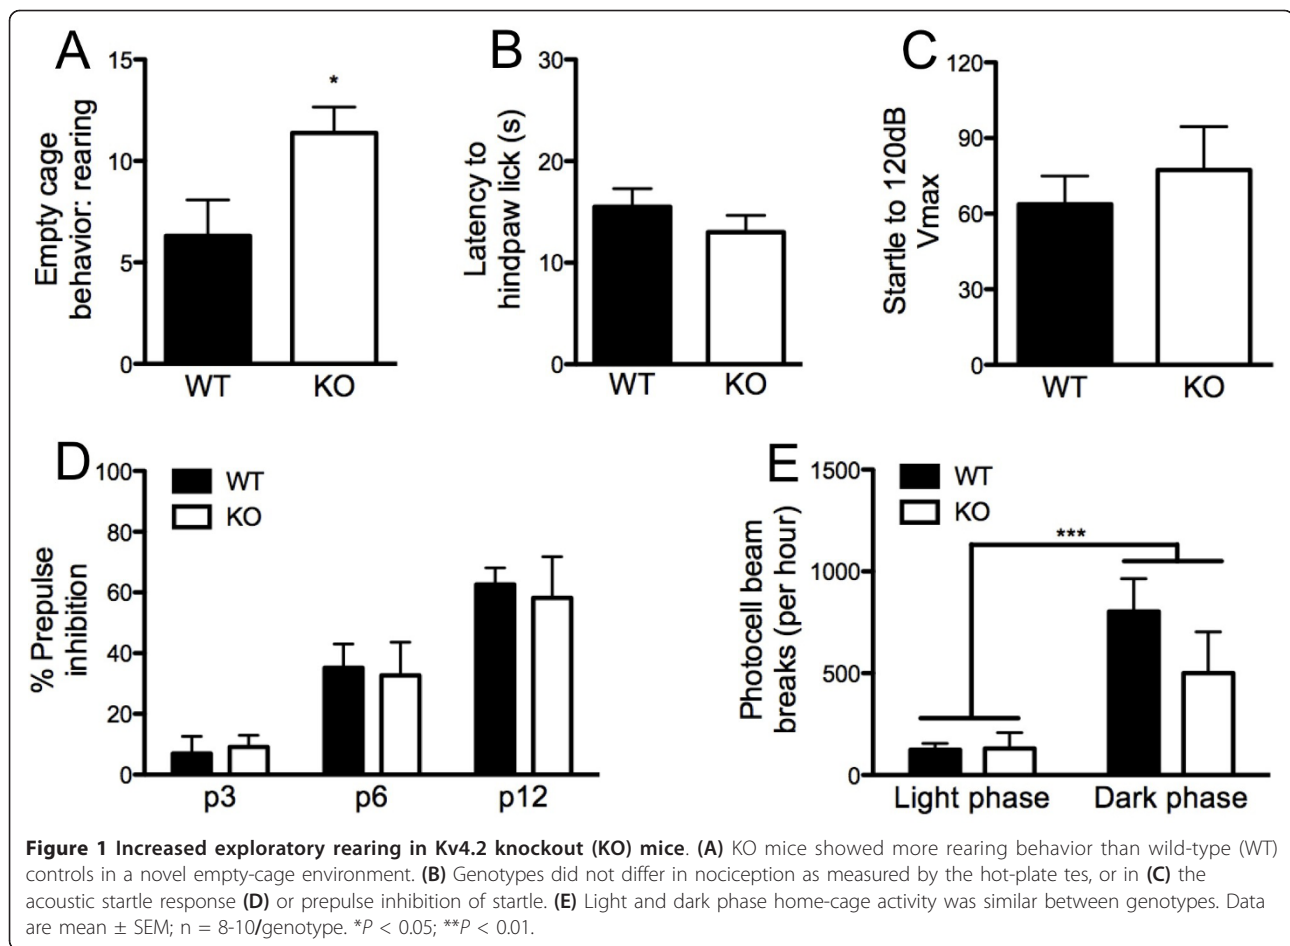 A
15
10
5
0
Empty cage
behavior: rearing
*
WT KO
B
30
20
10
0
Latency to
hindpaw lick (s)
WT KO
C
120
90
60
30
0
Startle to 120dB
Vmax
WT KO
D
100
80
60
40
20
0
% Prepulse
inhibition
WT
KO
p3 p6 p12
E
1500
1000
500
0
Photocell beam
breaks (per hour)
WT
KO
***
Light phase Dark phase
Figure 1 Increased exploratory rearing in Kv4.2 knockout (KO) mice. (A) KO mice showed more rearing behavior than wild-type (WT)
controls in a novel empty-cage environment. (B) Genotypes did not differ in nociception as measured by the hot-plate tes, or in (C) the
acoustic startle response (D) or prepulse inhibition of startle. (E) Light and dark phase home-cage activity was similar between genotypes. Data
are mean ± SEM; n = 8-10/genotype. *P < 0.05; **P < 0.01.